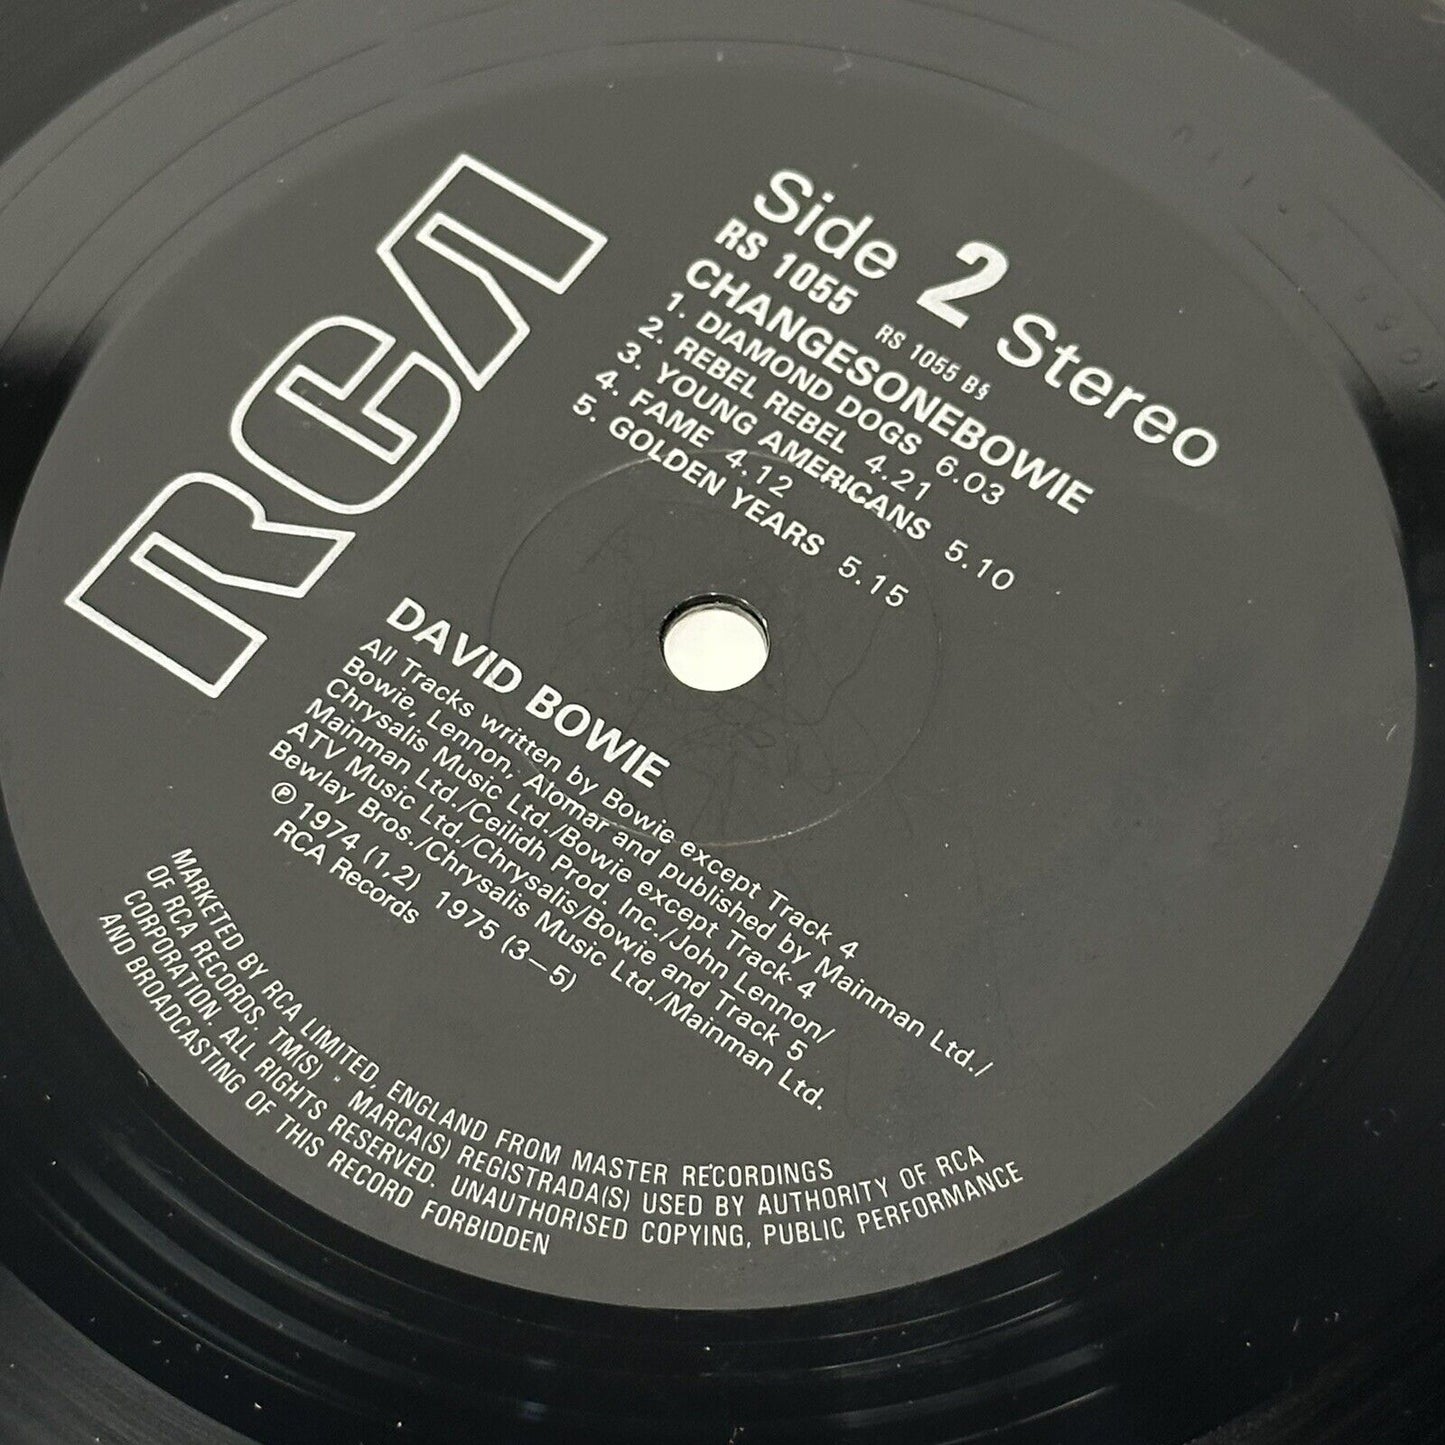 RCA
Side 2 Stereo
RS 1055 RS 1055 B§
CHANGESONEBOWIE
1. DIAMOND DOGS 6.03
2. REBEL REBEL 4.21
3. YOUNG AMERICANS 5.10
4. FAME 4.12
5. GOLDEN YEARS 5.15
DAVID BOWIE
All Tracks written by Bowie except Track 4
Bowie, Lennon, Alomar and published by Mainman Ltd./
Chrysalis Music Ltd./Bowie except Track 4
Mainman Ltd./Ceilidh Prod. Inc./John Lennon/
ATV Music Ltd./Chrysalis/Bowie and Track 5
Bewlay Bros./Chrysalis Music Ltd./Mainman Ltd.
℗ 1974 (1,2) 1975 (3—5)
RCA Records
MARKETED BY RCA LIMITED, ENGLAND FROM MASTER RECORDINGS
OF RCA RECORDS. TM(S) · MARCA(S) REGISTRADA(S) USED BY AUTHORITY OF RCA
CORPORATION. ALL RIGHTS RESERVED. UNAUTHORISED COPYING, PUBLIC PERFORMANCE
AND BROADCASTING OF THIS RECORD FORBIDDEN